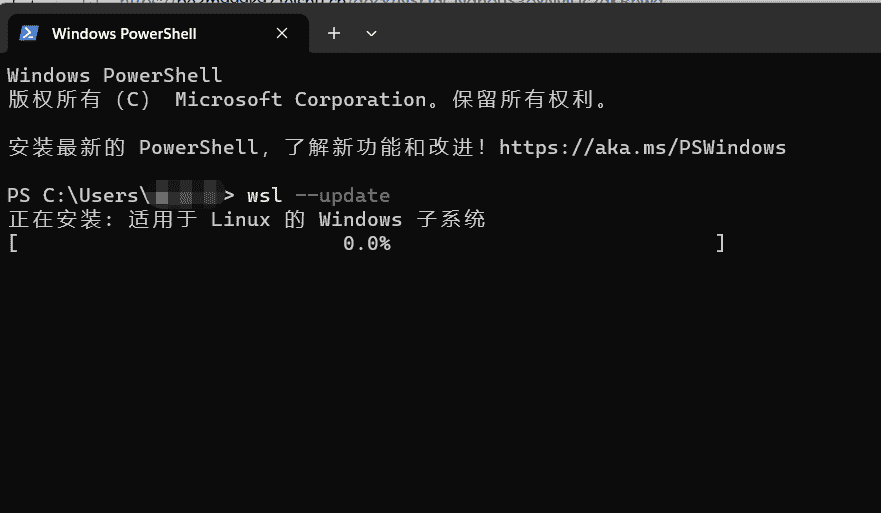 Windows PowerShell
Windows PowerShell
版权所有 (C) Microsoft Corporation。保留所有权利。
安装最新的 PowerShell，了解新功能和改进！https://aka.ms/PSWindows
PS C:\Users\ > wsl --update
正在安装: 适用于 Linux 的 Windows 子系统
[ 0.0% ]